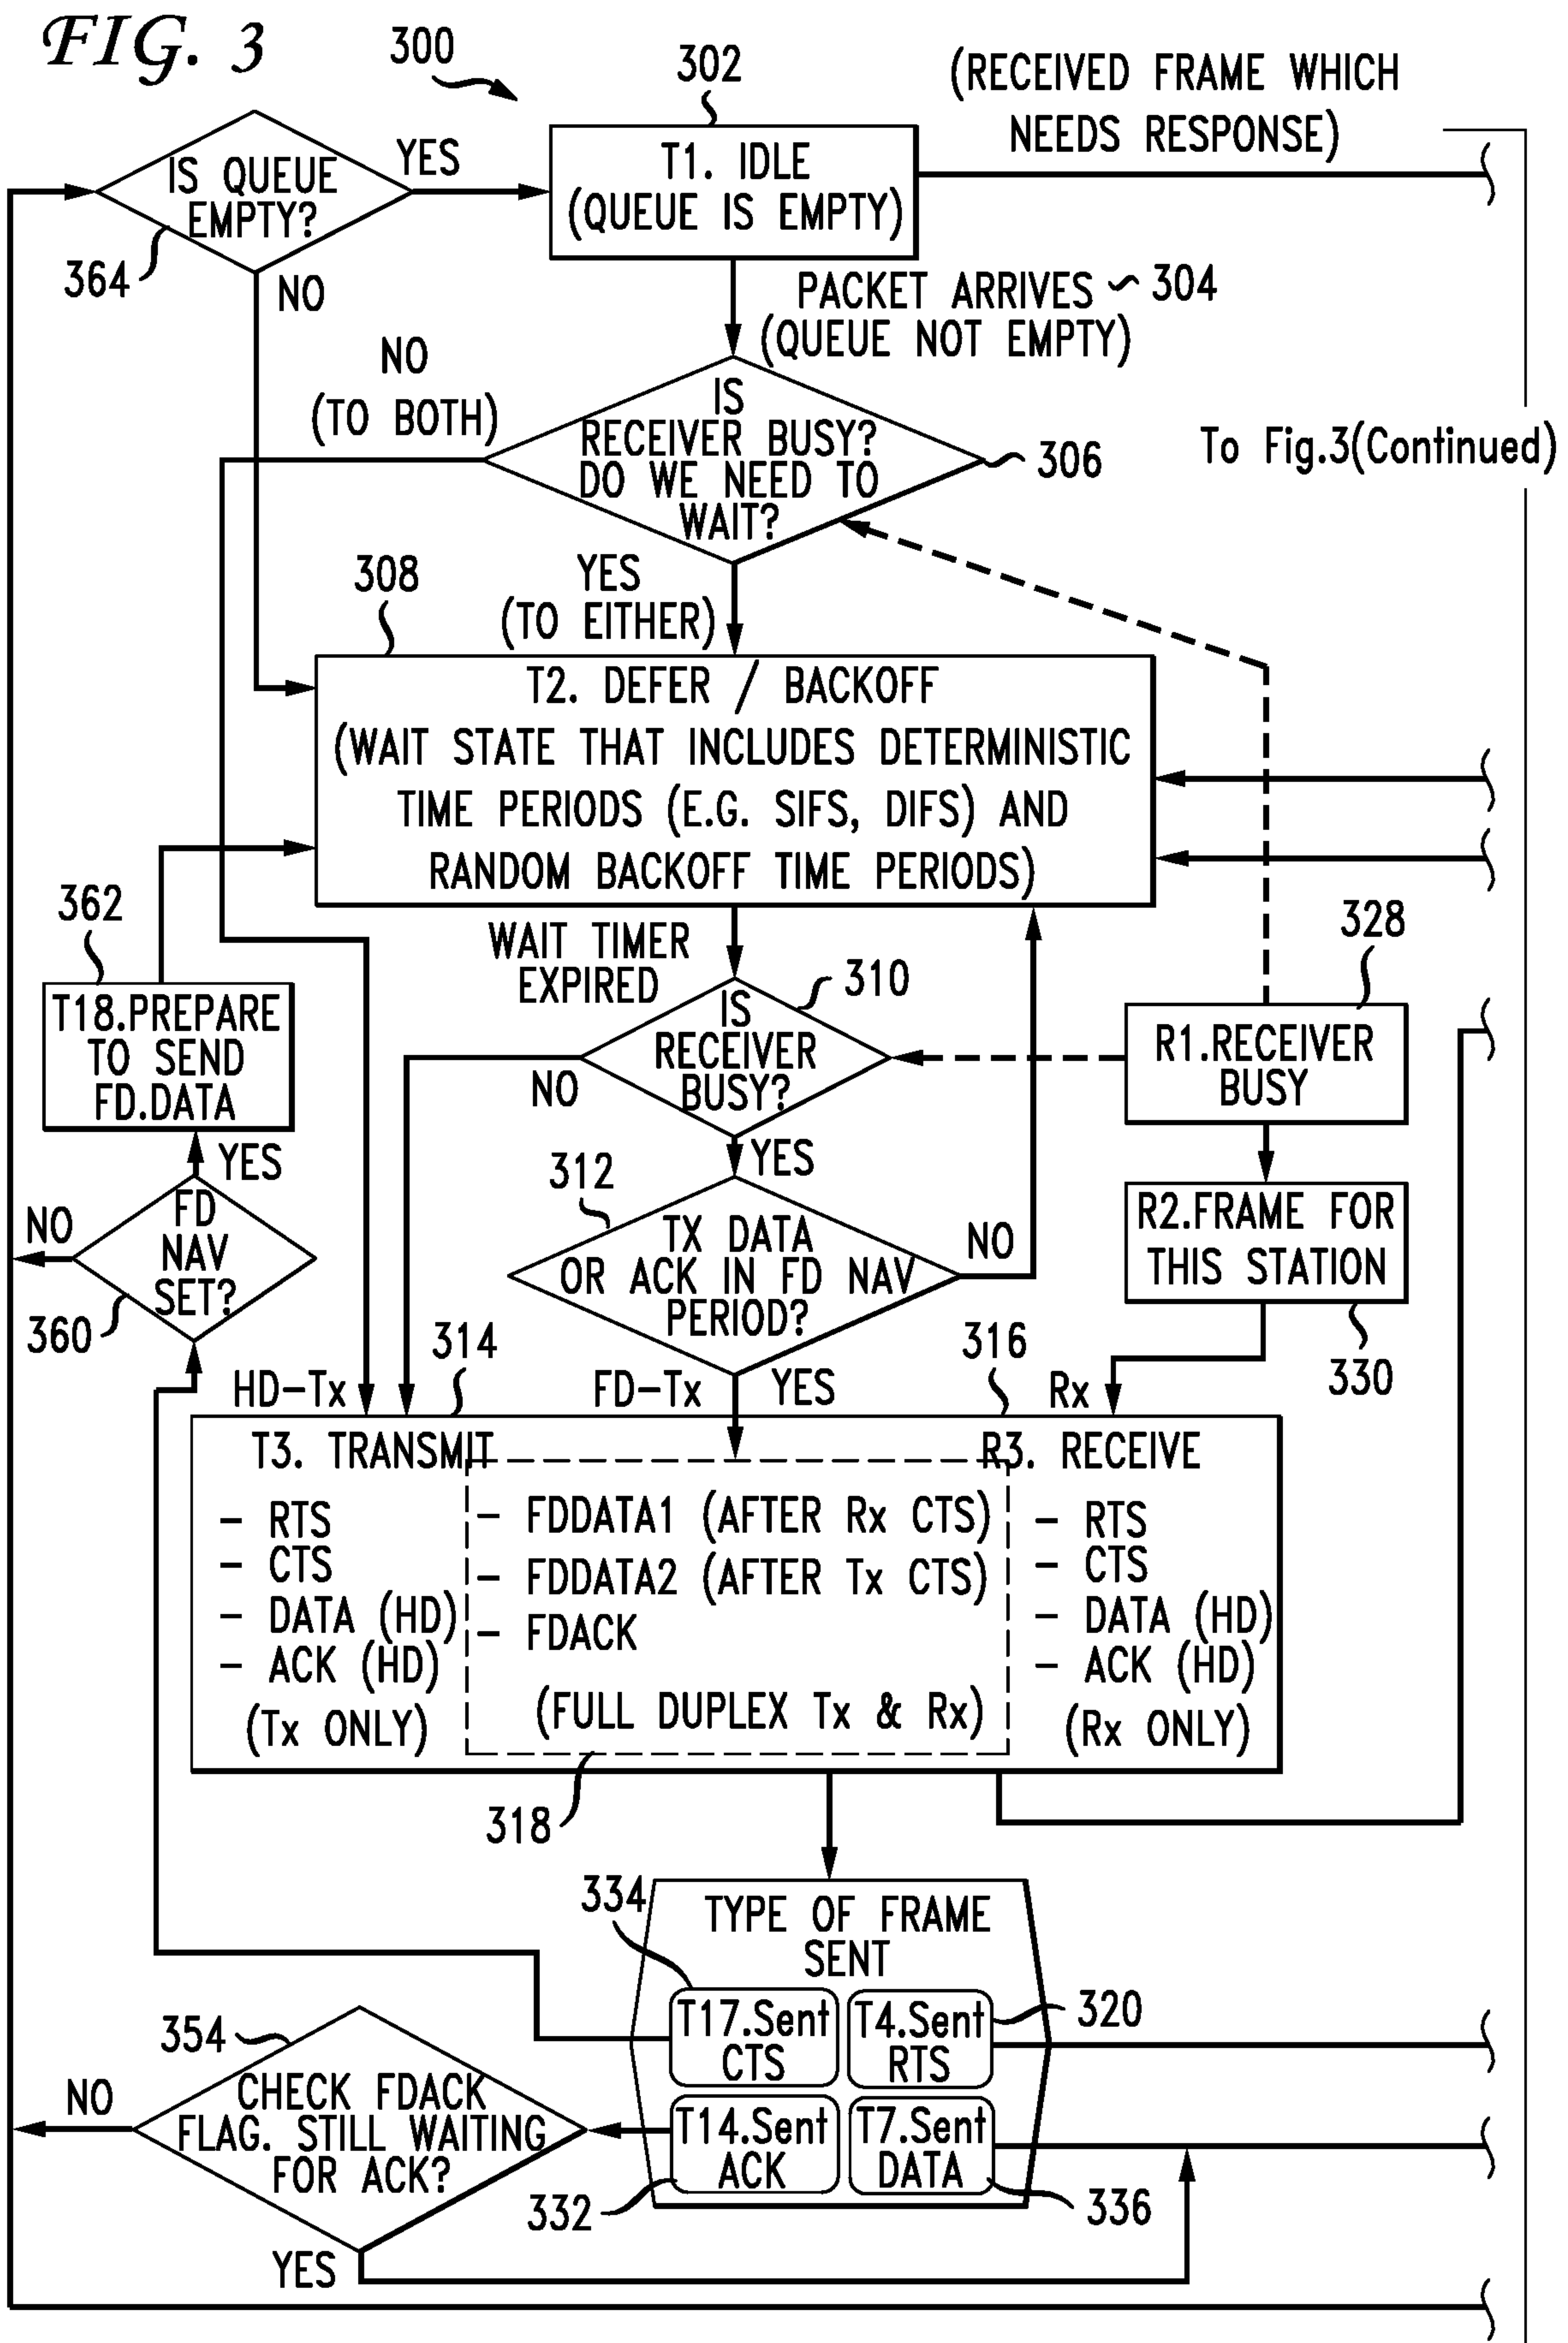 FIG. 3
300
302
(RECEIVED FRAME WHICH
NEEDS RESPONSE)
IS QUEUE
EMPTY?
YES
364
NO
T1. IDLE
(QUEUE IS EMPTY)
PACKET ARRIVES
304
(QUEUE NOT EMPTY)
NO
(TO BOTH)
IS
RECEIVER BUSY?
DO WE NEED TO
WAIT?
306
To Fig.3(Continued)
308
YES
(TO EITHER)
T2. DEFER / BACKOFF
(WAIT STATE THAT INCLUDES DETERMINISTIC
TIME PERIODS (E.G. SIFS, DIFS) AND
RANDOM BACKOFF TIME PERIODS)
362
T18.PREPARE
TO SEND
FD.DATA
WAIT TIMER
EXPIRED
310
IS
RECEIVER
BUSY?
NO
YES
328
R1.RECEIVER
BUSY
YES
NO
FD
NAV
SET?
360
312
TX DATA
OR ACK IN FD NAV
PERIOD?
NO
R2.FRAME FOR
THIS STATION
330
HD-Tx
314
FD-Tx
YES
316
Rx
T3. TRANSMIT
- RTS
- CTS
- DATA (HD)
- ACK (HD)
(Tx ONLY)
- FDDATA1 (AFTER Rx CTS)
- FDDATA2 (AFTER Tx CTS)
- FDACK
(FULL DUPLEX Tx & Rx)
R3. RECEIVE
- RTS
- CTS
- DATA (HD)
- ACK (HD)
(Rx ONLY)
318
334
TYPE OF FRAME
SENT
T17.Sent
CTS
T4.Sent
RTS
320
T14.Sent
ACK
T7.Sent
DATA
332
336
354
NO
CHECK FDACK
FLAG. STILL WAITING
FOR ACK?
YES